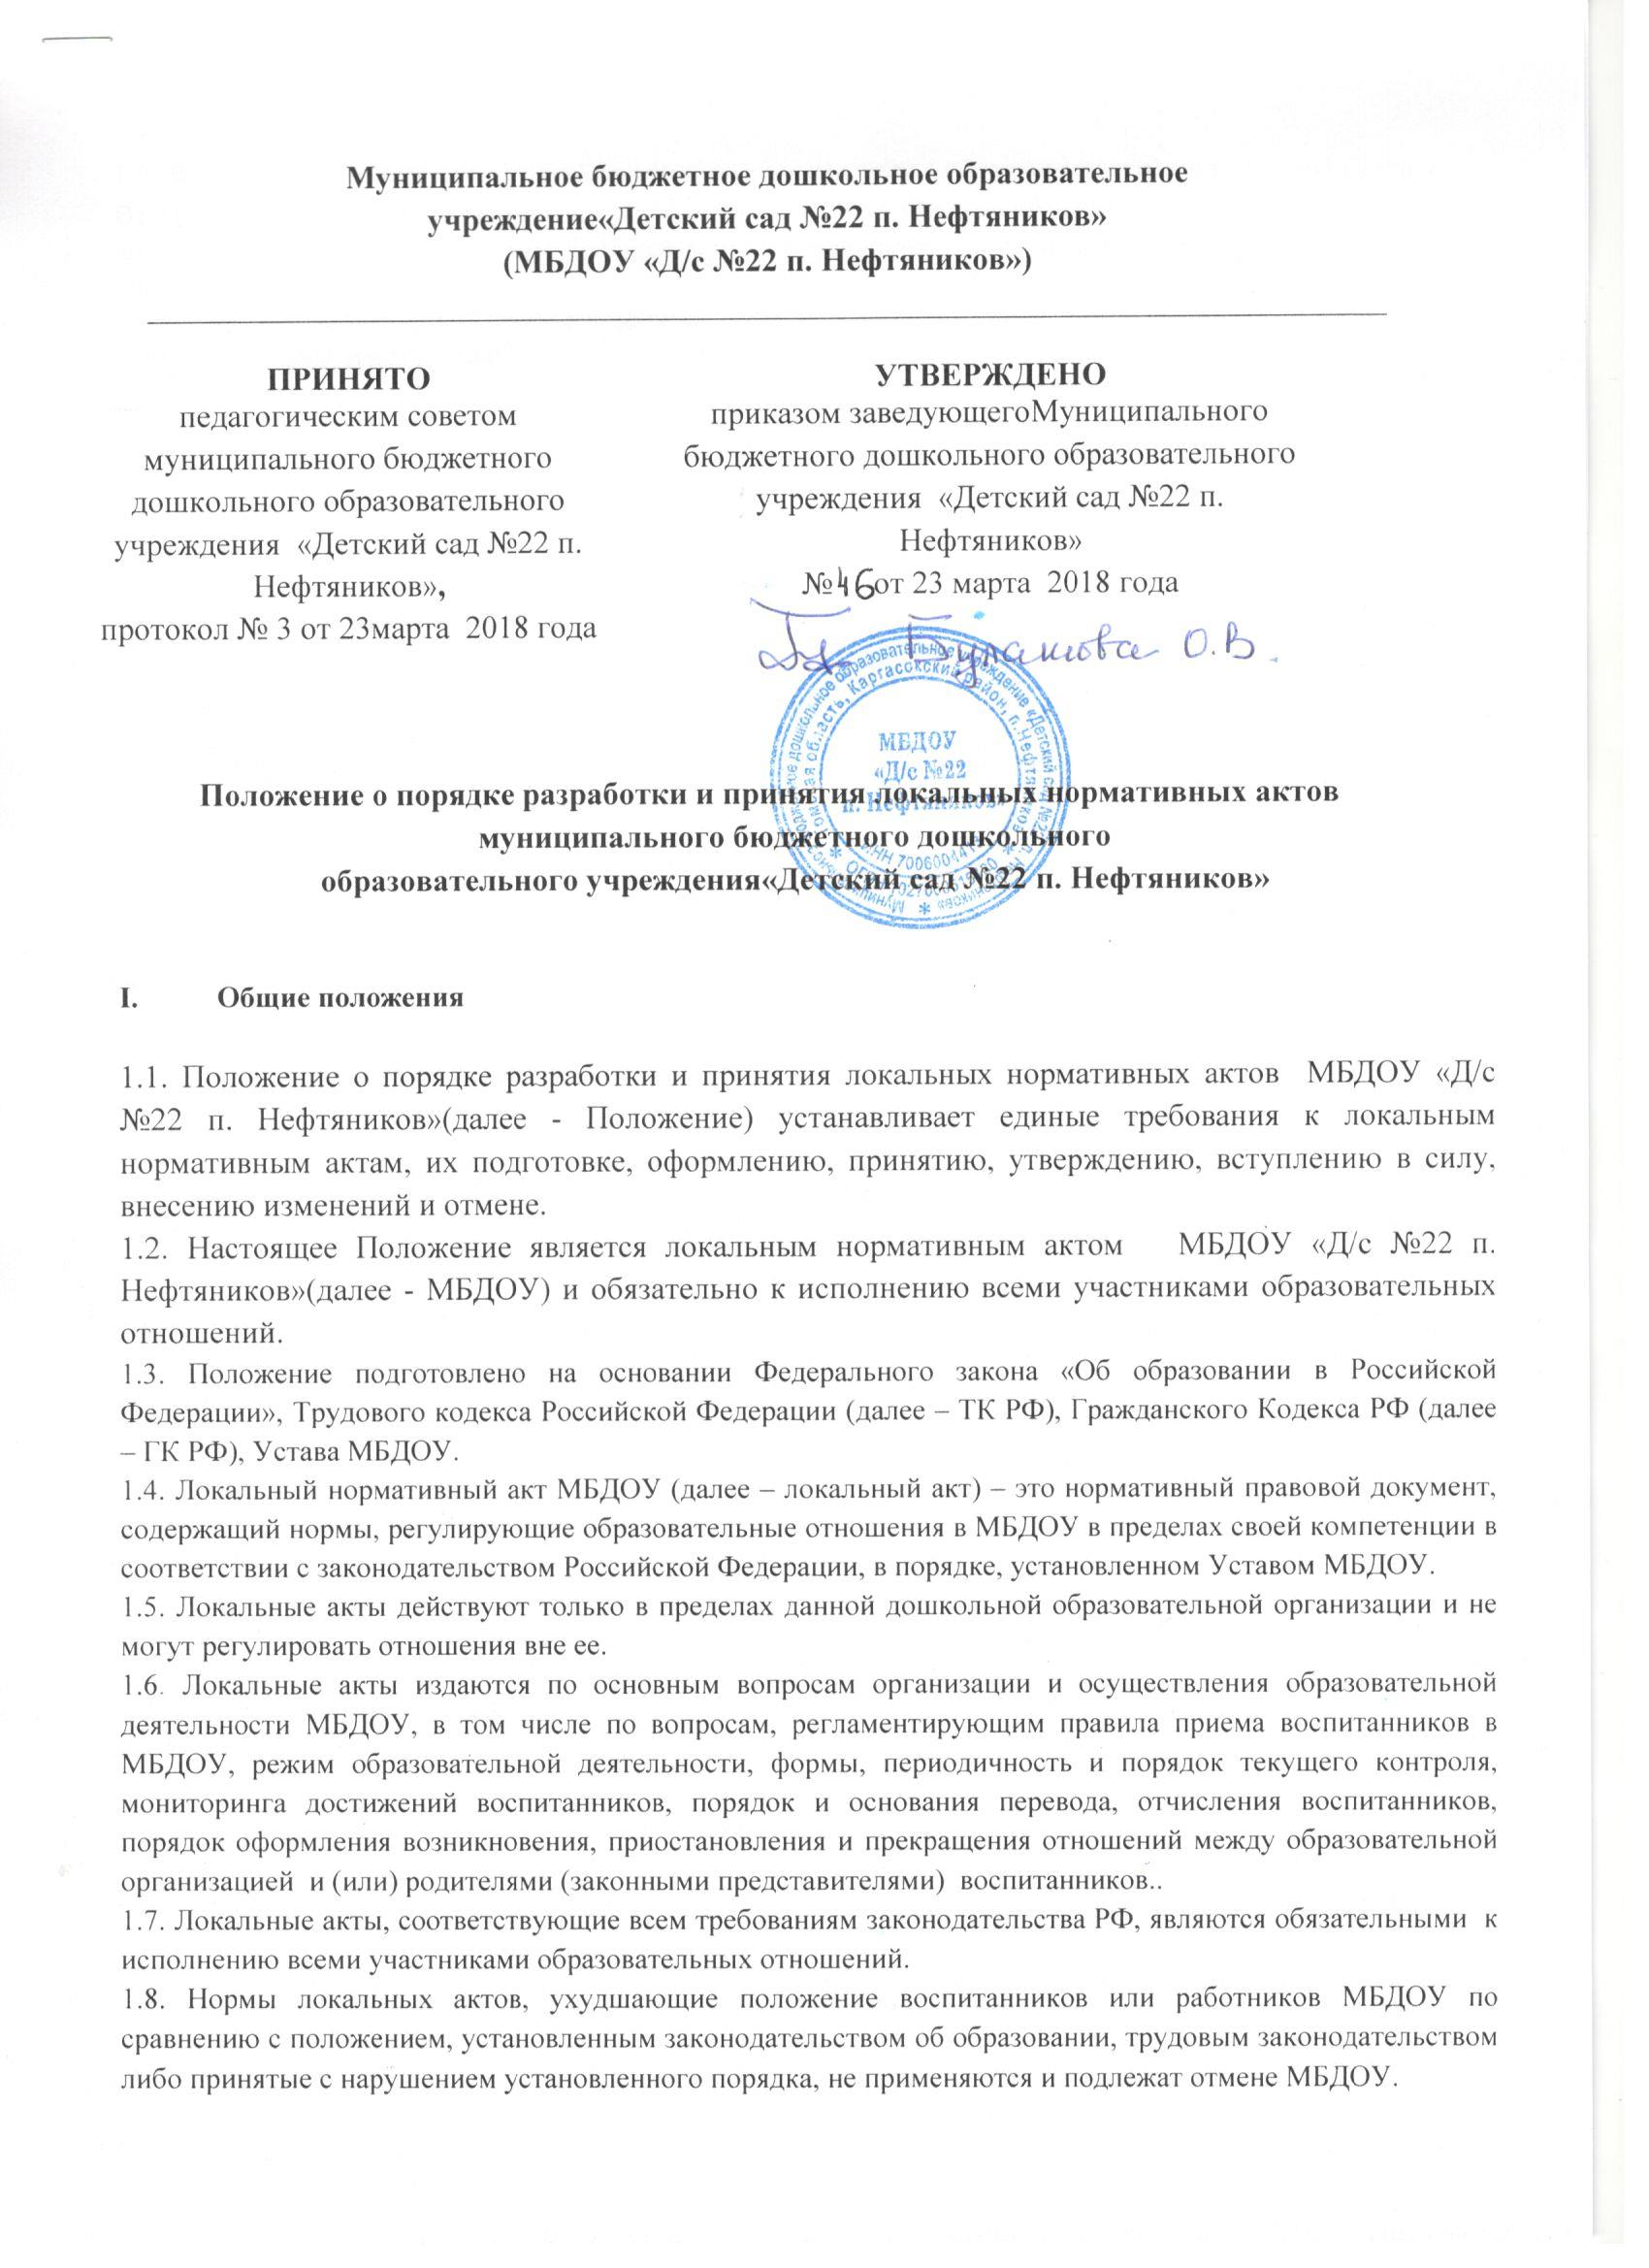 Муниципальное бюджетное дошкольное образовательное
учреждение«Детский сад №22 п. Нефтяников»
(МБДОУ «Д/с №22 п. Нефтяников»)
ПРИНЯТО
педагогическим советом
муниципального бюджетного
дошкольного образовательного
учреждения «Детский сад №22 п.
Нефтяников»,
протокол № 3 от 23марта 2018 года
УТВЕРЖДЕНО
приказом заведующегоМуниципального
бюджетного дошкольного образовательного
учреждения «Детский сад №22 п.
Нефтяников»
№46от 23 марта 2018 года
О.В.
МБДОУ
«Д/с №22
п. Нефтяников»
Положение о порядке разработки и принятия локальных нормативных актов
муниципального бюджетного дошкольного
образовательного учреждения«Детский сад №22 п. Нефтяников»
I. Общие положения
1.1. Положение о порядке разработки и принятия локальных нормативных актов МБДОУ «Д/с
№22 п. Нефтяников»(далее - Положение) устанавливает единые требования к локальным
нормативным актам, их подготовке, оформлению, принятию, утверждению, вступлению в силу,
внесению изменений и отмене.
1.2. Настоящее Положение является локальным нормативным актом МБДОУ «Д/с №22 п.
Нефтяников»(далее - МБДОУ) и обязательно к исполнению всеми участниками образовательных
отношений.
1.3. Положение подготовлено на основании Федерального закона «Об образовании в Российской
Федерации», Трудового кодекса Российской Федерации (далее – ТК РФ), Гражданского Кодекса РФ (далее
– ГК РФ), Устава МБДОУ.
1.4. Локальный нормативный акт МБДОУ (далее – локальный акт) – это нормативный правовой документ,
содержащий нормы, регулирующие образовательные отношения в МБДОУ в пределах своей компетенции в
соответствии с законодательством Российской Федерации, в порядке, установленном Уставом МБДОУ.
1.5. Локальные акты действуют только в пределах данной дошкольной образовательной организации и не
могут регулировать отношения вне ее.
1.6. Локальные акты издаются по основным вопросам организации и осуществления образовательной
деятельности МБДОУ, в том числе по вопросам, регламентирующим правила приема воспитанников в
МБДОУ, режим образовательной деятельности, формы, периодичность и порядок текущего контроля,
мониторинга достижений воспитанников, порядок и основания перевода, отчисления воспитанников,
порядок оформления возникновения, приостановления и прекращения отношений между образовательной
организацией и (или) родителями (законными представителями) воспитанников..
1.7. Локальные акты, соответствующие всем требованиям законодательства РФ, являются обязательными к
исполнению всеми участниками образовательных отношений.
1.8. Нормы локальных актов, ухудшающие положение воспитанников или работников МБДОУ по
сравнению с положением, установленным законодательством об образовании, трудовым законодательством
либо принятые с нарушением установленного порядка, не применяются и подлежат отмене МБДОУ.